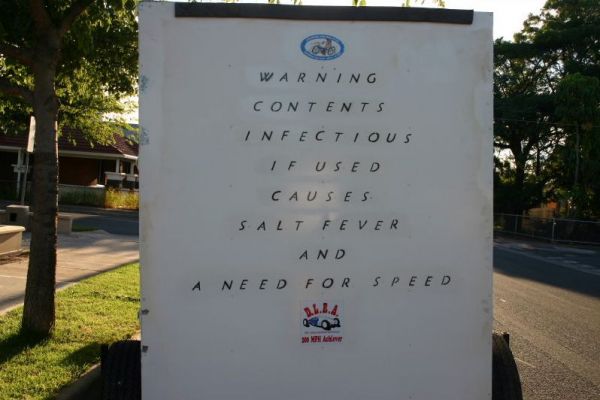 WARNING
CONTENTS
INFECTIOUS
IF USED
CAUSES
SALT FEVER
AND
A NEED FOR SPEED
D.L.R.A.
200 MPH Achiever